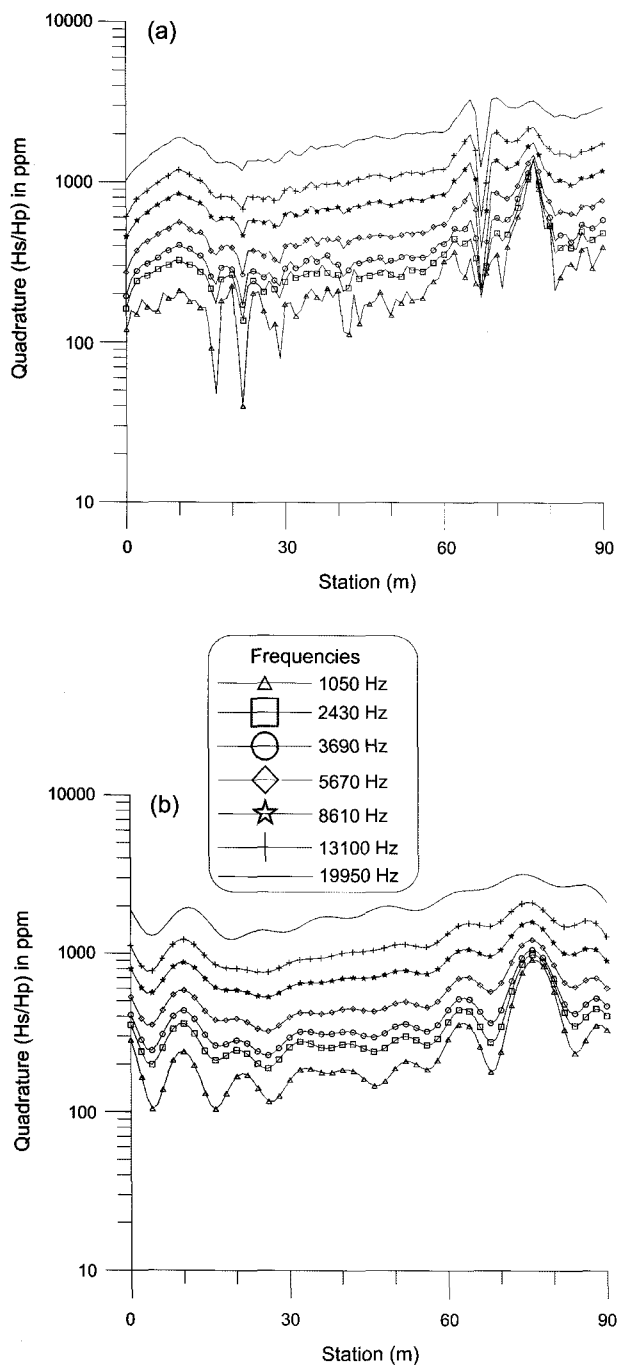 (a)
10000
1000
100
10
Quadrature (Hs/Hp) in ppm
0
30
60
90
Station (m)
Frequencies
1050 Hz
2430 Hz
3690 Hz
5670 Hz
8610 Hz
13100 Hz
19950 Hz
(b)
10000
1000
100
10
Quadrature (Hs/Hp) in ppm
0
30
60
90
Station (m)